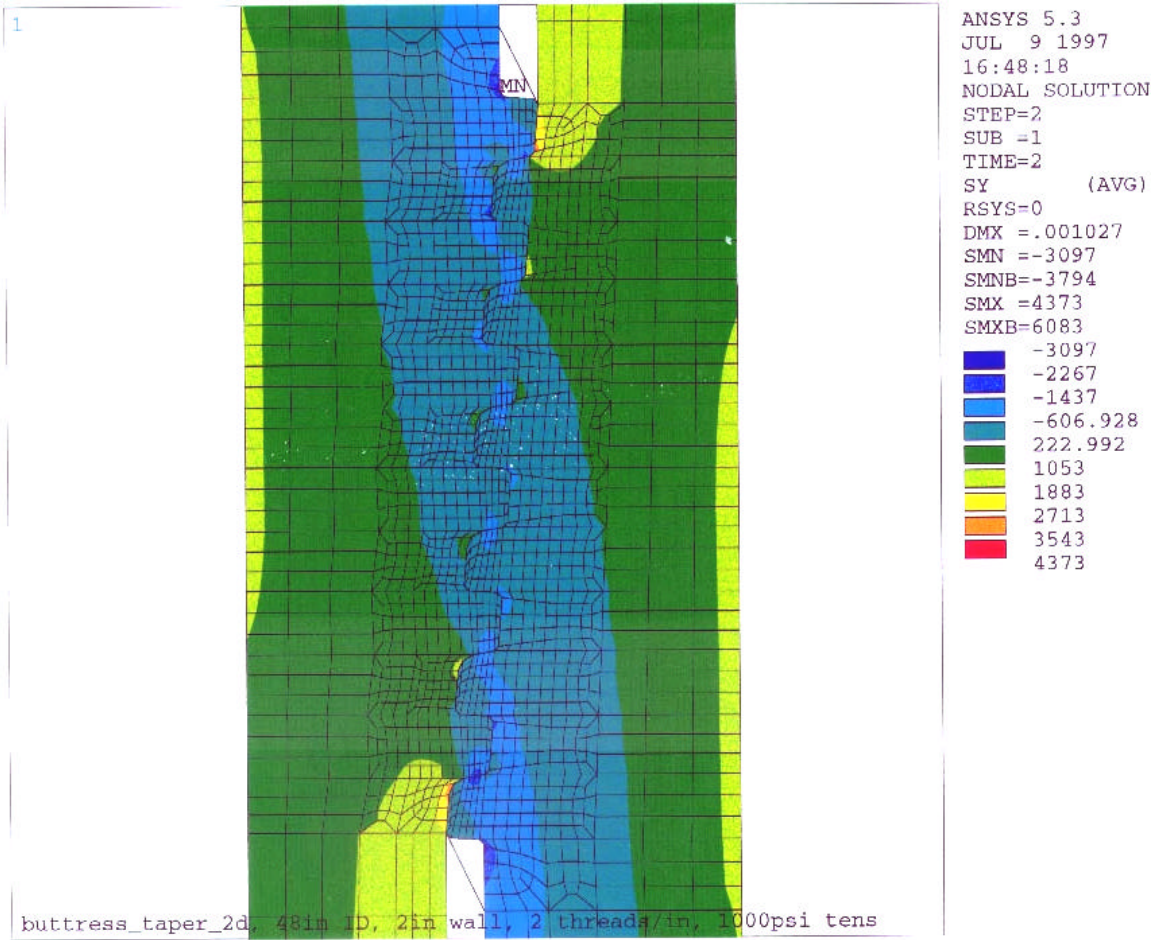 1
MN
ANSYS 5.3
JUL  9 1997
16:48:18
NODAL SOLUTION
STEP=2
SUB =1
TIME=2
SY        (AVG)
RSYS=0
DMX =.001027
SMN =-3097
SMNB=-3794
SMX =4373
SMXB=6083
-3097
-2267
-1437
-606.928
222.992
1053
1883
2713
3543
4373
buttress_taper_2d, 48in ID, 2in wall, 2 threads/in, 1000psi tens